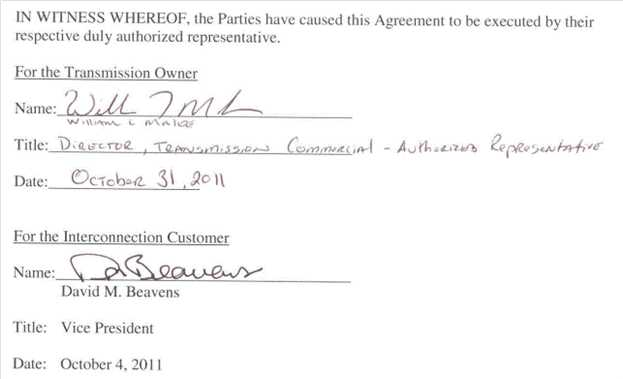 IN WITNESS WHEREOF, the Parties have caused this Agreement to be executed by their
respective duly authorized representative.
For the Transmission Owner
Name:
William L
Title: Director, Transmission Commercial - Authorized Representative
Date: October 31, 2011
For the Interconnection Customer
Name: D Beavens
David M. Beavens
Title: Vice President
Date: October 4, 2011